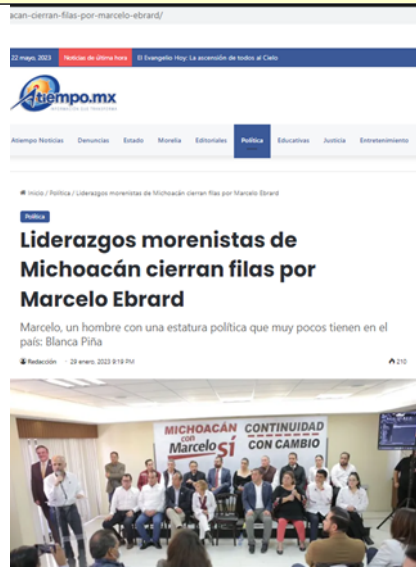 acan-cierran-filas-por-marcelo-ebrard/
22 mayo, 2023 Noticias de última hora El Evangelio Hoy: La ascensión de todos al Cielo
Atiempo.mx
Atiempo Noticias Denuncias Estado Morelia Editoriales Política Educativas Justicia Entretenimiento
Inicio / Política / Liderazgos morenistas de Michoacán cierran filas por Marcelo Ebrard
Política
Liderazgos morenistas de
Michoacán cierran filas por
Marcelo Ebrard
Marcelo, un hombre con una estatura política que muy pocos tienen en el
país: Blanca Piña
Redacción · 29 enero, 2023 9:19 PM 210
MICHOACÁN CONTINUIDAD
con Marcelo SÍ CON CAMBIO